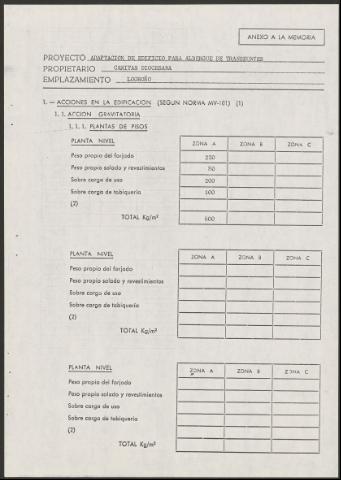 ANEXO A LA MEMORIA
PROYECTO ADAPTACION DE EDIFICIO PARA ALBERGUE DE TRANSEUNTES
PROPIETARIO CARITAS DIOCESANA
EMPLAZAMIENTO LOGROÑO
1. – ACCIONES EN LA EDIFICACION (SEGUN NORMA MV-101) (1)
1. 1. ACCION GRAVITATORIA
1. 1. 1. PLANTAS DE PISOS
PLANTA NIVEL ZONA A ZONA B ZONA C
Peso propio del forjado
Peso propio solado y revestimientos
Sobre carga de uso 200
Sobre carga de tabiquería 100
(2)
TOTAL Kg/m²
PLANTA NIVEL ZONA A ZONA B ZONA C
Peso propio del forjado
Peso propio solado y revestimientos
Sobre carga de uso
Sobre carga de tabiquería
(2)
TOTAL Kg/m²
PLANTA NIVEL ZONA A ZONA B ZONA C
Peso propio del forjado
Peso propio solado y revestimientos
Sobre carga de uso
Sobre carga de tabiquería
(2)
TOTAL Kg/m²